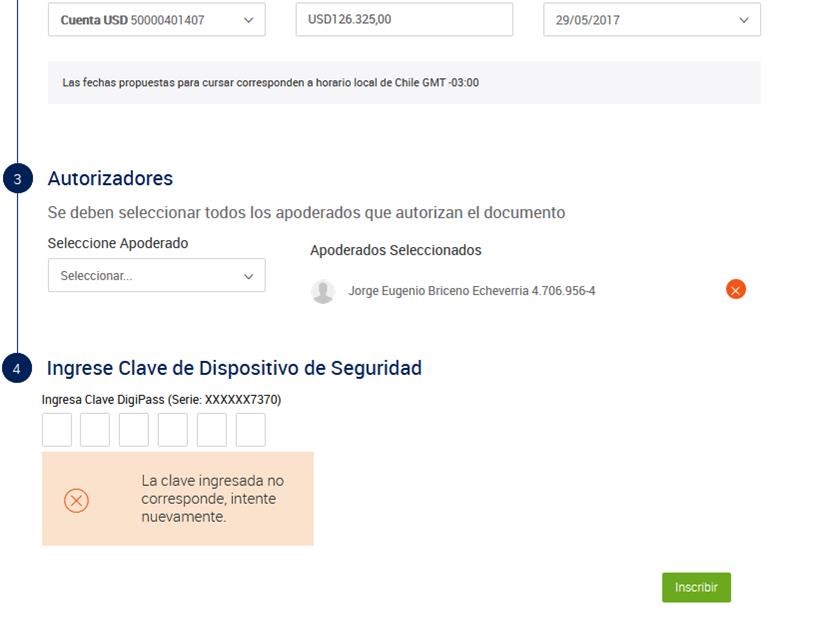 Cuenta USD 50000401407
USD126.325,00
29/05/2017
Las fechas propuestas para cursar corresponden a horario local de Chile GMT -03:00
3
Autorizadores
Se deben seleccionar todos los apoderados que autorizan el documento
Seleccione Apoderado
Apoderados Seleccionados
Seleccionar...
Jorge Eugenio Briceno Echeverria 4.706.956-4
4
Ingrese Clave de Dispositivo de Seguridad
Ingresa Clave DigiPass (Serie: XXXXXX7370)
La clave ingresada no
corresponde, intente
nuevamente.
Inscribir